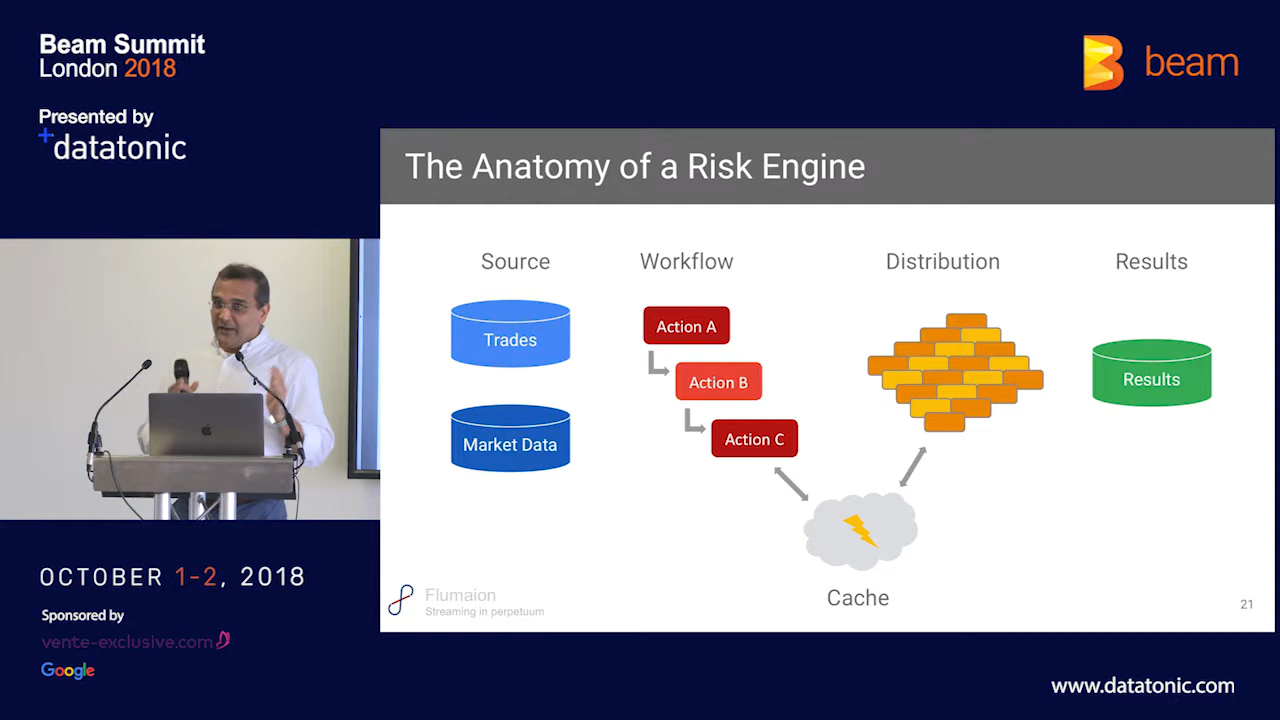 Beam Summit
London 2018
Presented by
+datatonic
beam
The Anatomy of a Risk Engine
Source
Workflow
Distribution
Results
Trades
Market Data
Action A
Action B
Action C
Results
Cache
Flumaion
Streaming in perpetuum
21
OCTOBER 1-2, 2018
Sponsored by
vente-exclusive.com
Google
www.datatonic.com